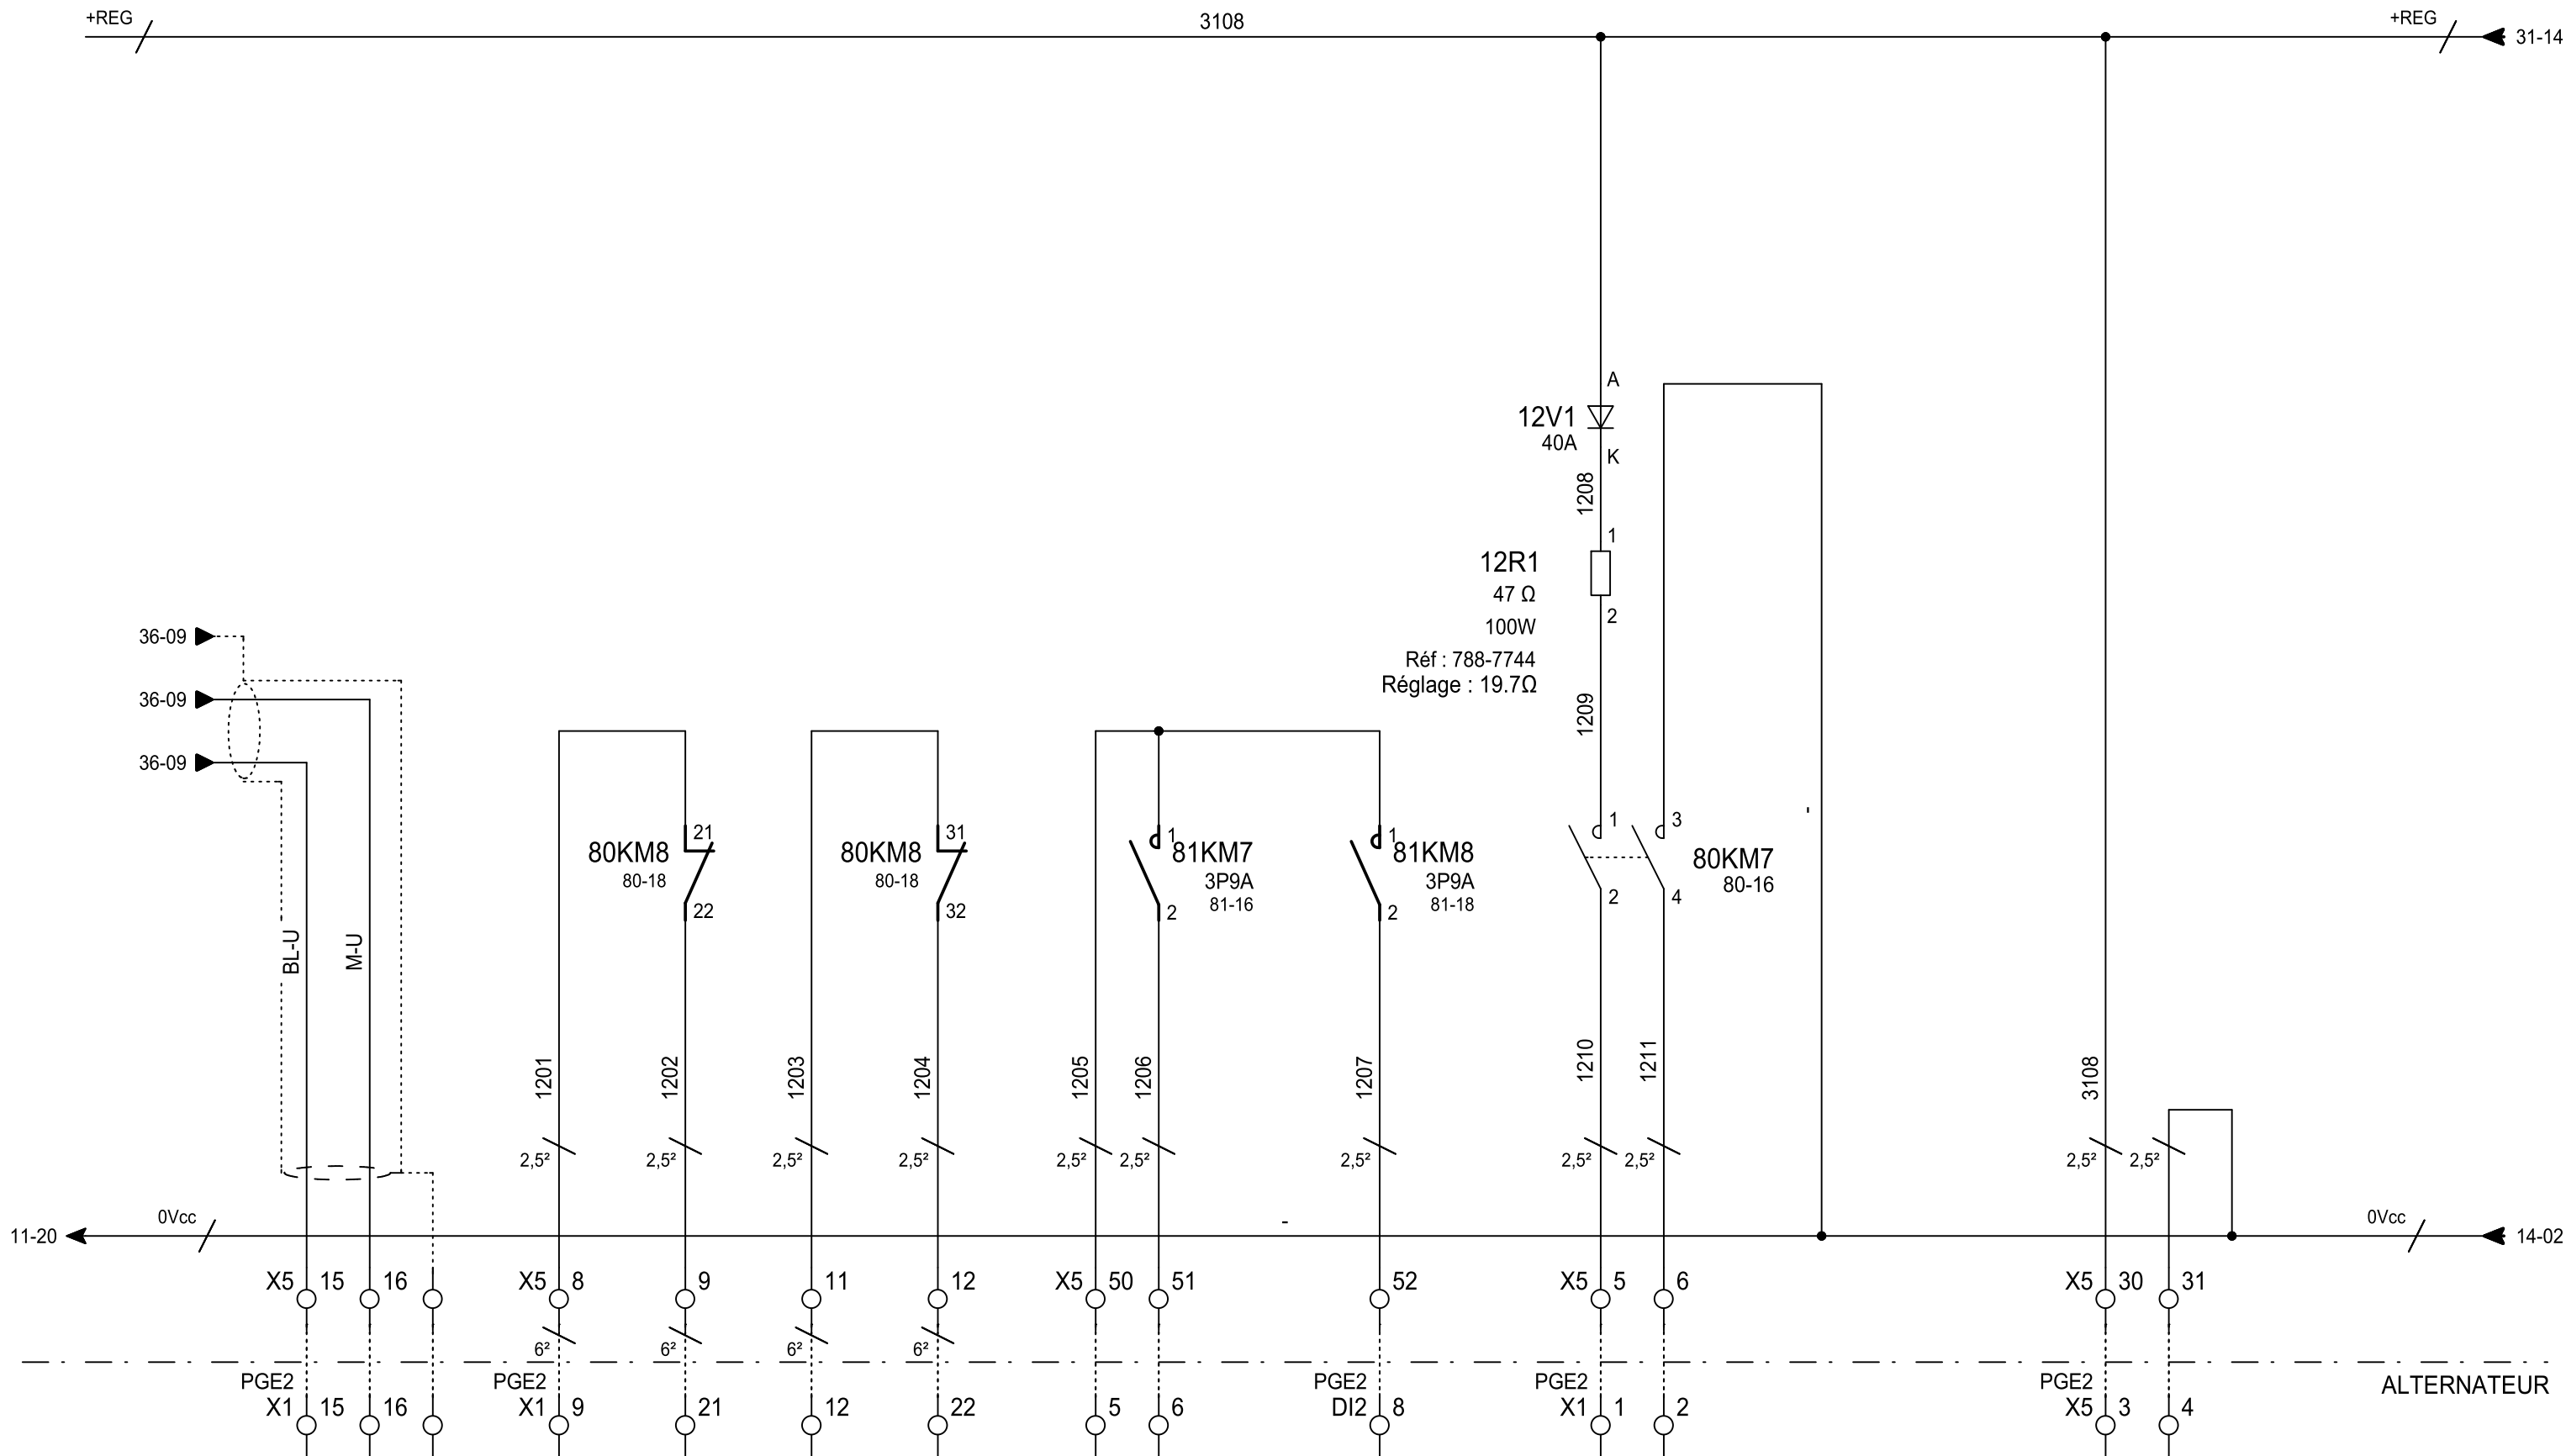 +REG
3108
+REG
31-14
A
12V1
40A
K
1208
1
12R1
47 Ω
2
100W
Réf : 788-7744
Réglage : 19.7Ω
1209
36-09
36-09
36-09
21
80KM8
80-18
22
31
80KM8
80-18
32
1
81KM7
3P9A
81-16
2
1
81KM8
3P9A
81-18
2
1
3
80KM7
80-16
2
4
BL-U
M-U
1201
1202
1203
1204
1205
1206
1207
1210
1211
3108
2,5²
2,5²
2,5²
2,5²
2,5²
2,5²
2,5²
2,5²
2,5²
2,5²
2,5²
11-20
0Vcc
0Vcc
14-02
X5 15 16
X5 8 9 11 12
X5 50 51 52
X5 5 6
X5 30 31
6²
6²
6²
6²
PGE2
PGE2
PGE2
PGE2
PGE2
ALTERNATEUR
X1 15 16
X1 9 21 12 22
5 6
DI2 8
X1 1 2
X5 3 4